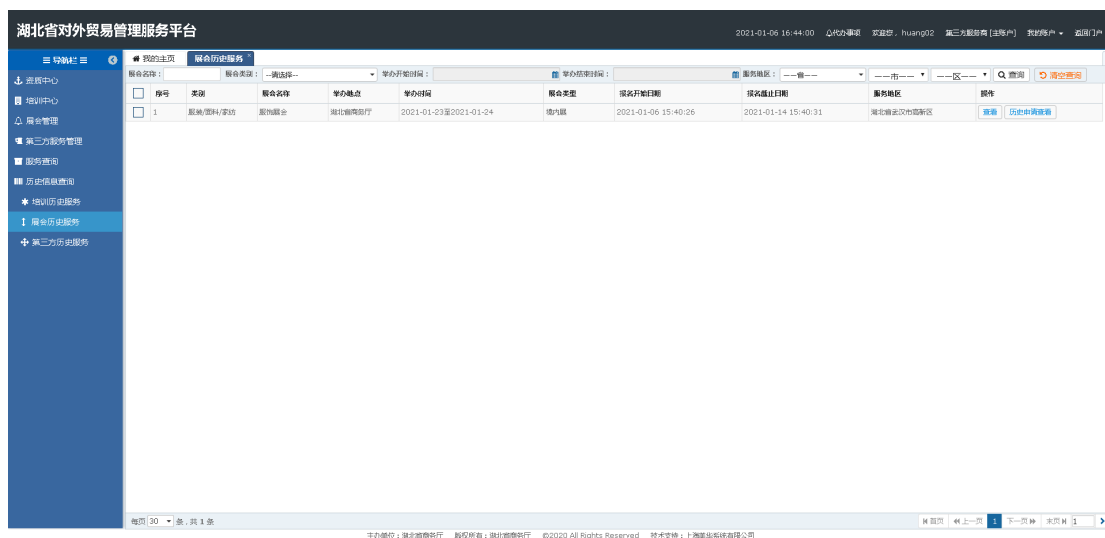 湖北省对外贸易管理服务平台
2021-01-06 16:44:00 代办事项 欢迎您, huang02 第三方服务商 [主账户] 我的账户 返回门户
导航栏 我的主页 展会历史服务
展会名称: 展会类别: --请选择-- 举办开始时间: 举办结束时间: 服务地区: ——省—— ——市—— ——区—— 查询 清空查询
序号 类别 展会名称 举办地点 举办时间 展会类型 报名开始日期 报名截止日期 服务地区 操作
1 服装/面料/家纺 服饰展会 湖北省商务厅 2021-01-23至2021-01-24 境内展 2021-01-06 15:40:26 2021-01-14 15:40:31 湖北省武汉市高新区 查看 历史申请查看
资质中心
培训中心
展会管理
第三方服务管理
服务查询
历史信息查询
培训历史服务
展会历史服务
第三方历史服务
每页 30 条,共 1 条 首页 上一页 1 下一页 末页 1
主办单位:湖北省商务厅 版权所有:湖北省商务厅 ©2020 All Rights Reserved 技术支持: